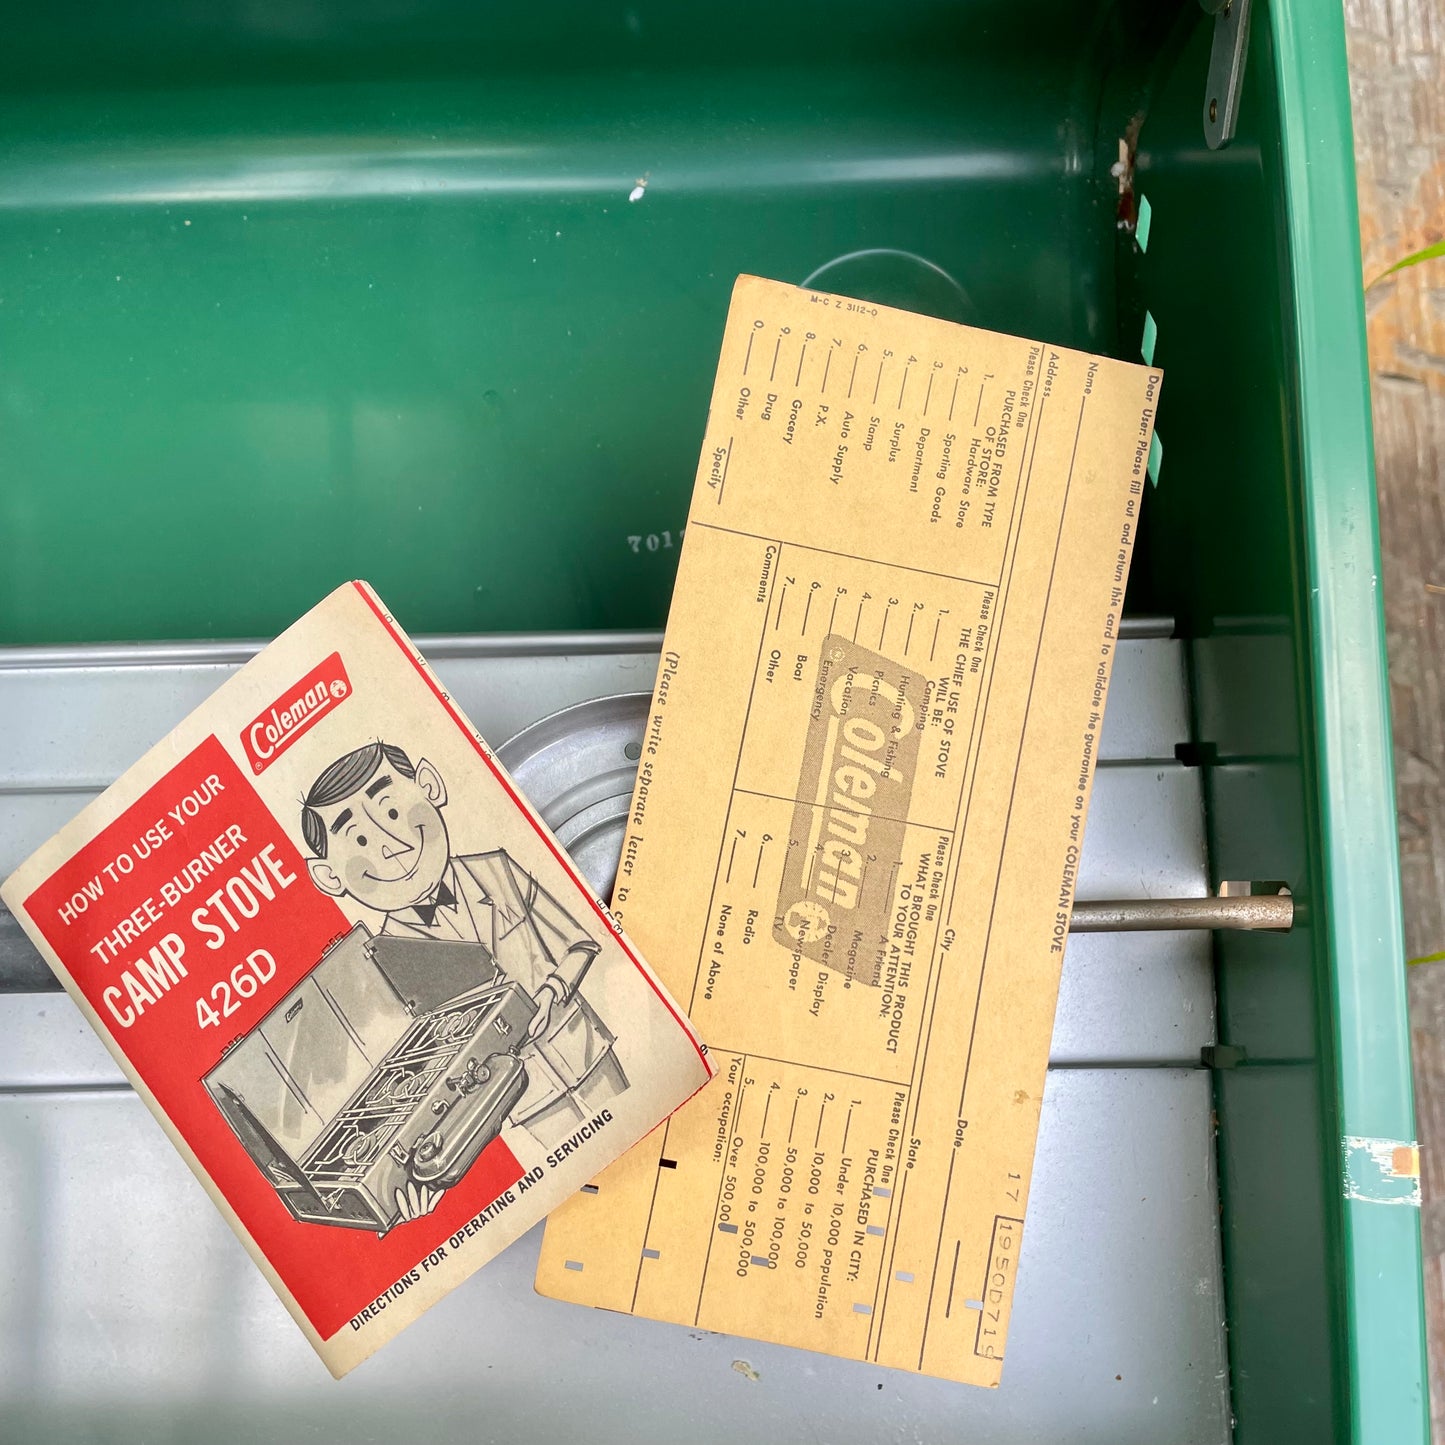 Coleman
HOW TO USE YOUR
THREE-BURNER
CAMP STOVE
426D
DIRECTIONS FOR OPERATING AND SERVICING
701
M-C Z 3112-0
Dear User: Please fill out and return this card to validate the guarantee on your COLEMAN STOVE.
Name
Date
Address
City
State
Please Check One
PURCHASED FROM TYPE
OF STORE:
1. Hardware Store
2. Sporting Goods
3. Department
4. Surplus
5. Stamp
6. Auto Supply
7. P.X.
8. Grocery
9. Drug
0. Other
Specify
Please Check One
THE CHIEF USE OF STOVE
WILL BE:
1. Camping
2. Hunting & Fishing
3. Picnics
4. Vacation
5. Emergency
6. Boat
7. Other
Comments
Please Check One
WHAT BROUGHT THIS PRODUCT
TO YOUR ATTENTION:
1. A Friend
2. Magazine
3. Dealer Display
4. Newspaper
5. TV
6. Radio
7. None of Above
Please Check One
PURCHASED IN CITY:
1. Under 10,000 population
2. 10,000 to 50,000
3. 50,000 to 100,000
4. 100,000 to 500,000
5. Over 500,000
Your occupation:
(Please write separate letter to
Coleman
17 1950D719